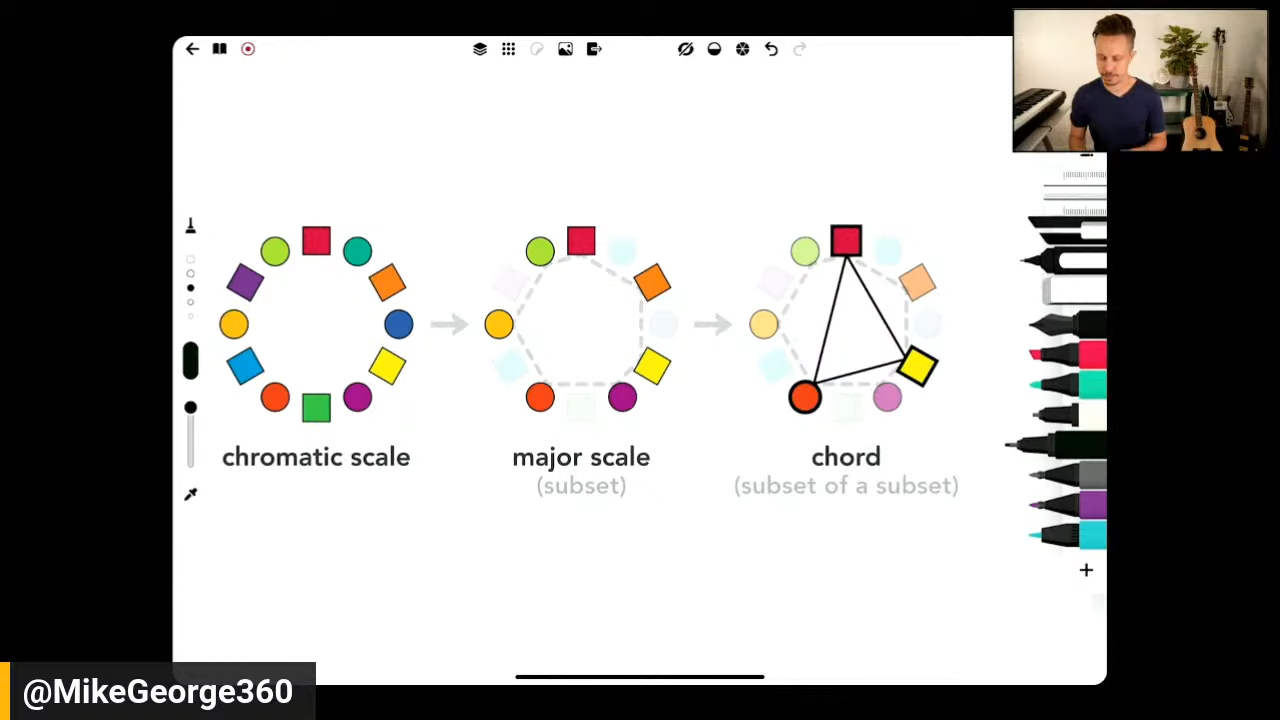 chromatic scale
major scale
(subset)
chord
(subset of a subset)
@MikeGeorge360